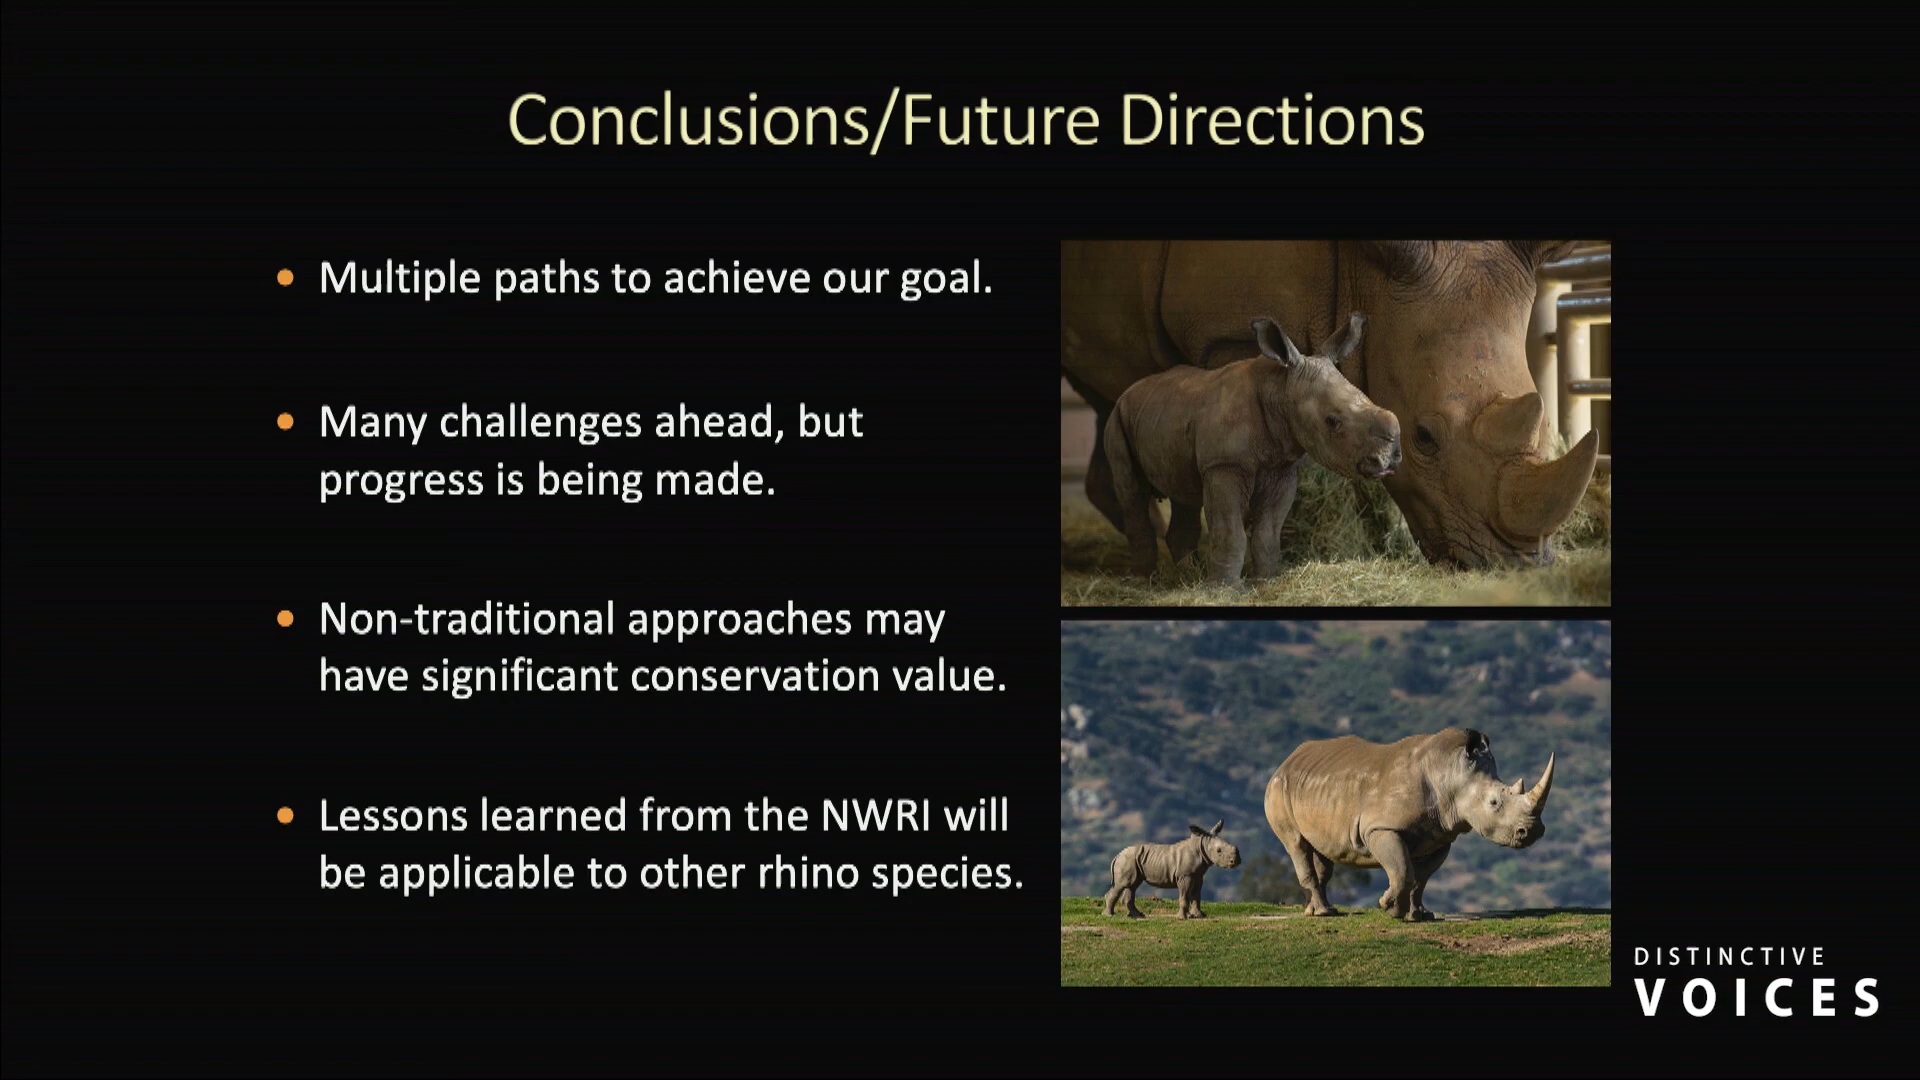 Conclusions/Future Directions
• Multiple paths to achieve our goal.
• Many challenges ahead, but
progress is being made.
• Non-traditional approaches may
have significant conservation value.
• Lessons learned from the NWRI will
be applicable to other rhino species.
DISTINCTIVE
VOICES